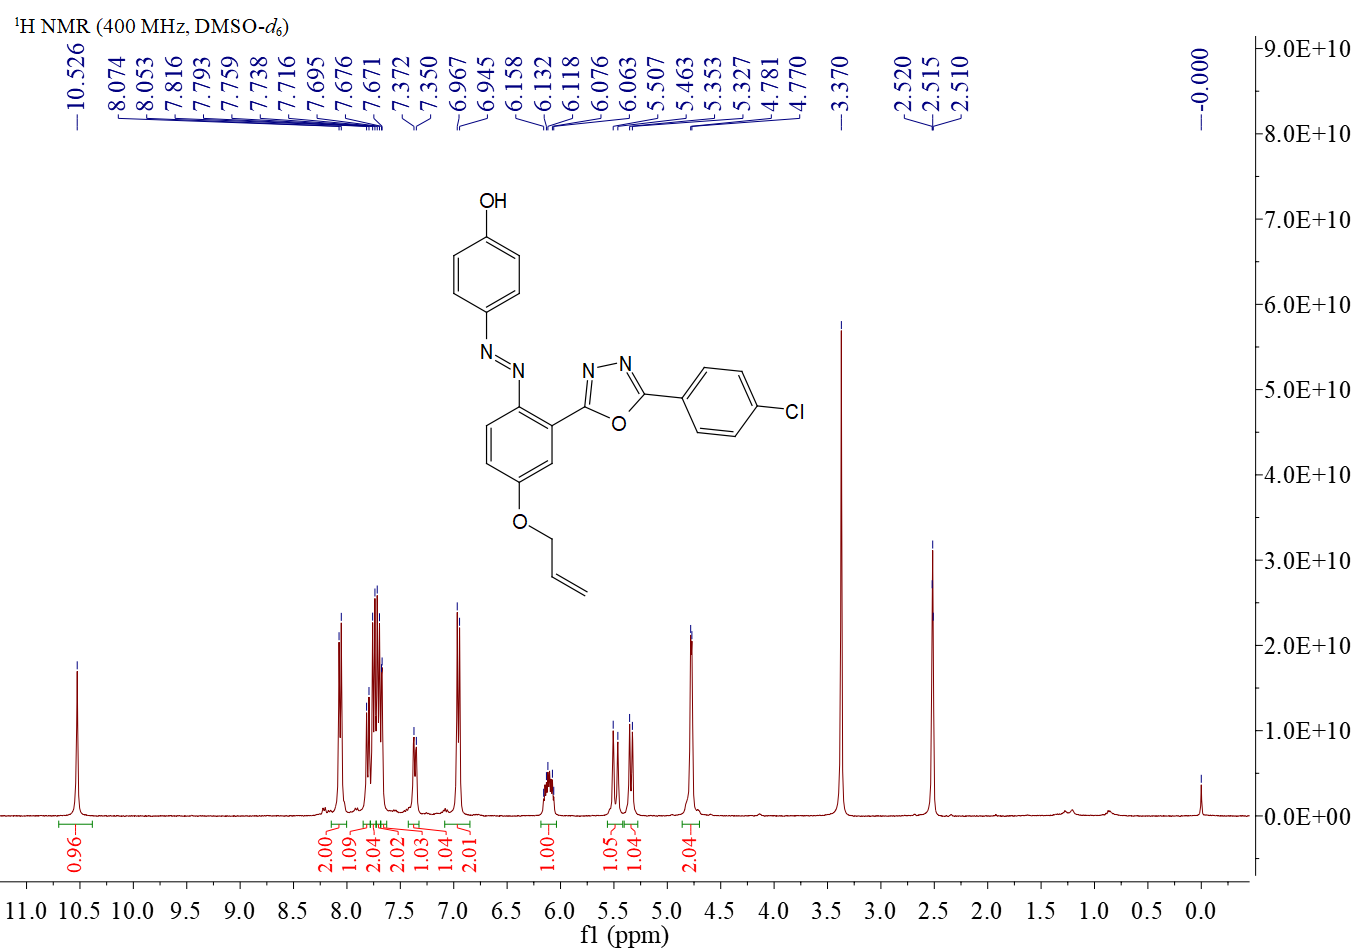 ¹H NMR (400 MHz, DMSO-d₆)
10.526
8.074
8.053
7.816
7.793
7.759
7.738
7.716
7.695
7.676
7.671
7.372
7.350
6.967
6.945
6.158
6.132
6.118
6.076
6.063
5.507
5.463
5.353
5.327
4.781
4.770
3.370
2.520
2.515
2.510
-0.000
9.0E+10
8.0E+10
7.0E+10
6.0E+10
5.0E+10
4.0E+10
3.0E+10
2.0E+10
1.0E+10
0.0E+00
OH
N
N
N
N
O
Cl
O
0.96
2.00
1.09
2.04
2.02
1.03
1.04
2.01
1.00
1.05
1.04
2.04
11.0 10.5 10.0 9.5 9.0 8.5 8.0 7.5 7.0 6.5 6.0 5.5 5.0 4.5 4.0 3.5 3.0 2.5 2.0 1.5 1.0 0.5 0.0
f1 (ppm)